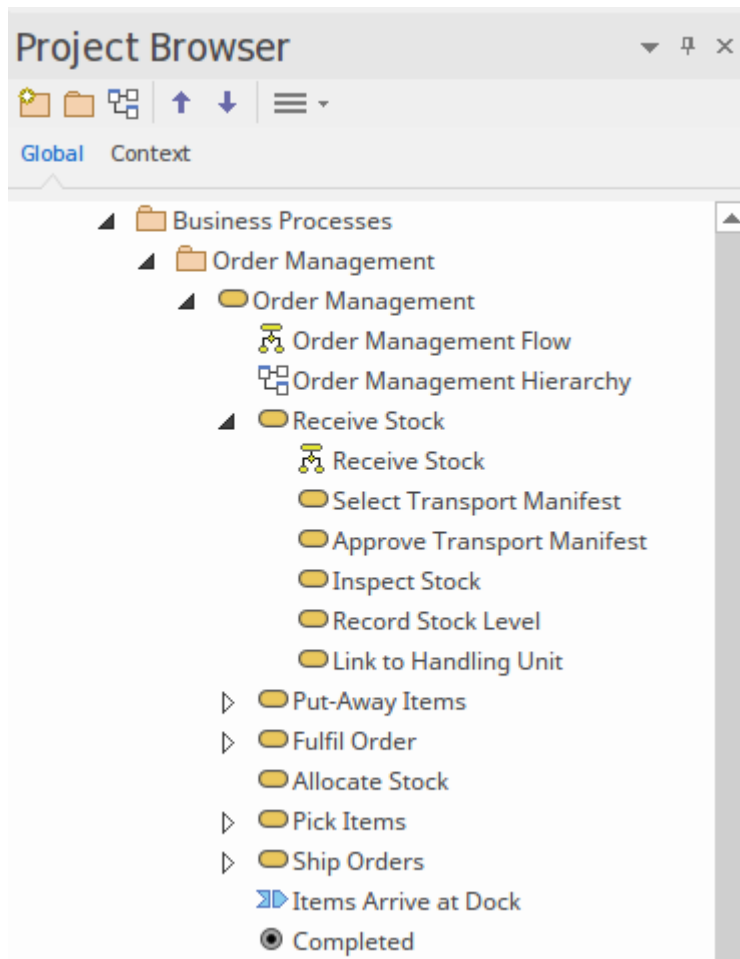 Project Browser
Global Context
Business Processes
Order Management
Order Management
Order Management Flow
Order Management Hierarchy
Receive Stock
Receive Stock
Select Transport Manifest
Approve Transport Manifest
Inspect Stock
Record Stock Level
Link to Handling Unit
Put-Away Items
Fulfil Order
Allocate Stock
Pick Items
Ship Orders
Items Arrive at Dock
Completed